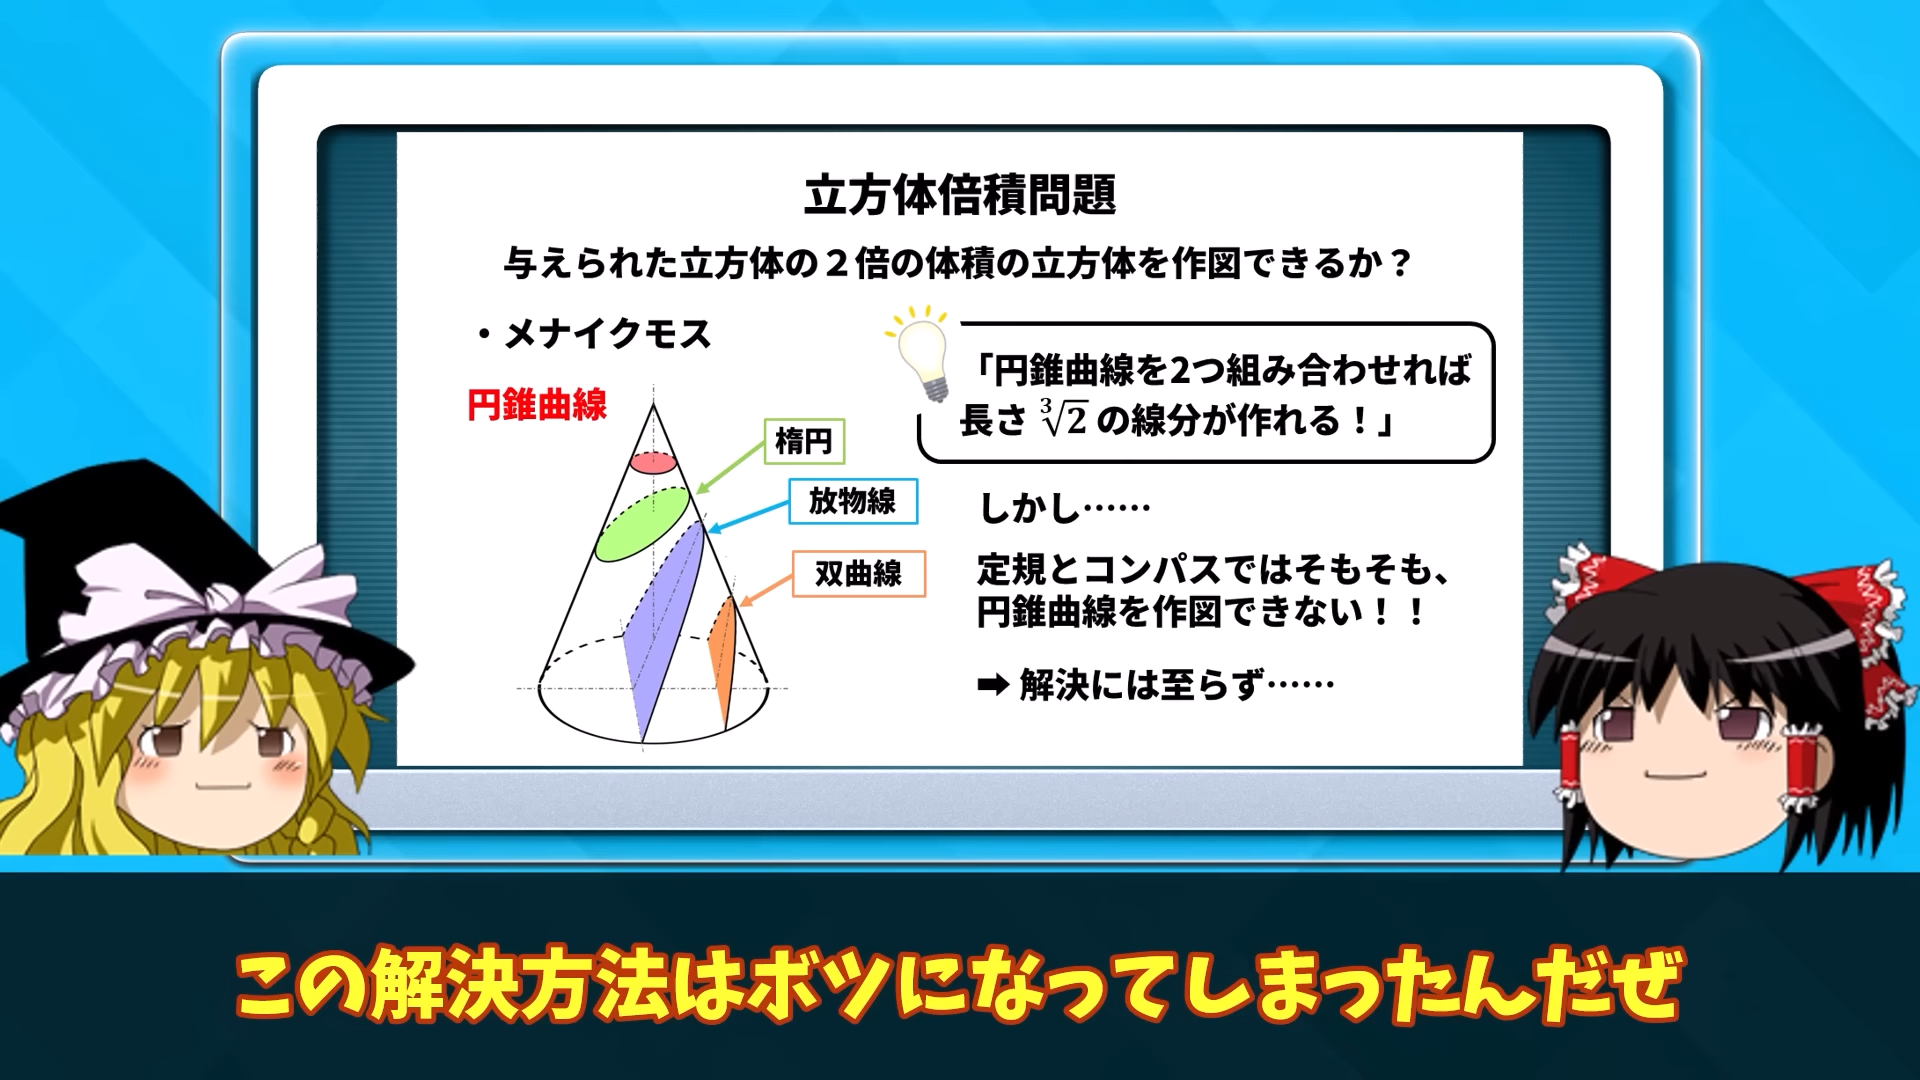 立方体倍積問題
与えられた立方体の２倍の体積の立方体を作図できるか？
・メナイクモス
円錐曲線
楕円
放物線
双曲線
「円錐曲線を2つ組み合わせれば
長さ ∛2 の線分が作れる！」
しかし……
定規とコンパスではそもそも、
円錐曲線を作図できない！！
➡ 解決には至らず……
この解決方法はボツになってしまったんだぜ